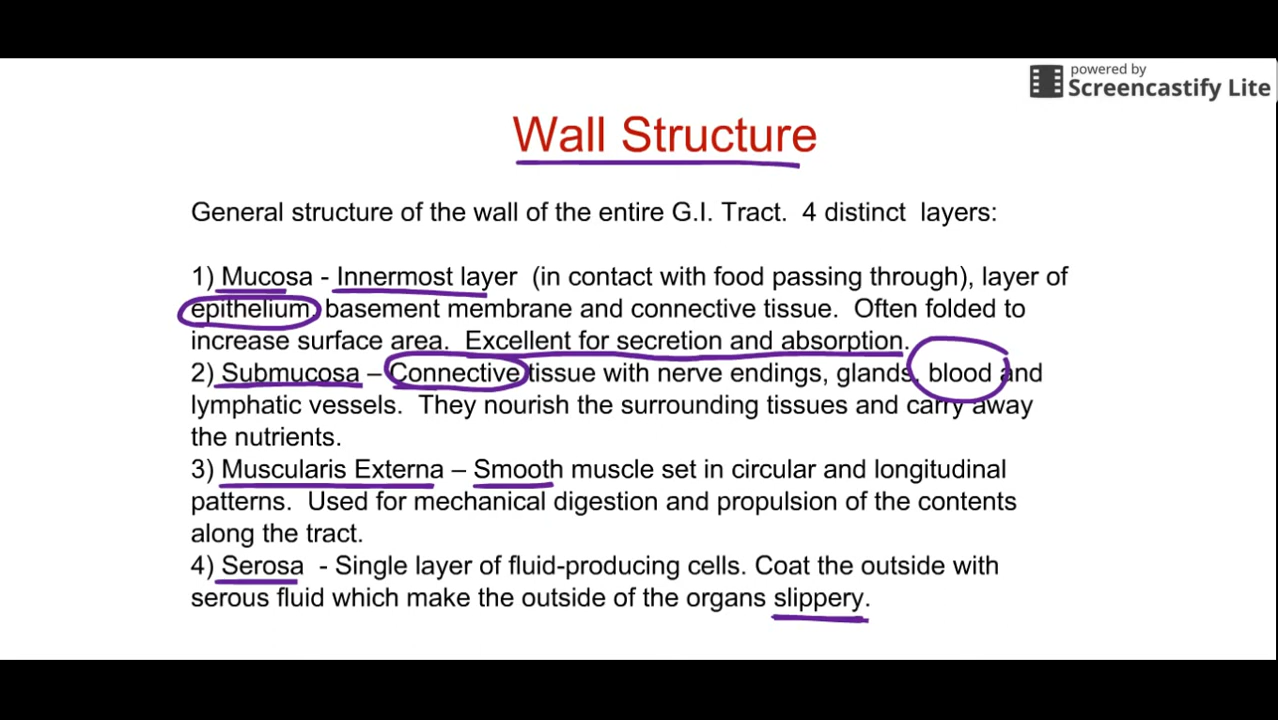 powered by
Screencastify Lite
Wall Structure
General structure of the wall of the entire G.I. Tract. 4 distinct layers:
1) Mucosa - Innermost layer (in contact with food passing through), layer of
epithelium, basement membrane and connective tissue. Often folded to
increase surface area. Excellent for secretion and absorption.
2) Submucosa – Connective tissue with nerve endings, glands, blood and
lymphatic vessels. They nourish the surrounding tissues and carry away
the nutrients.
3) Muscularis Externa – Smooth muscle set in circular and longitudinal
patterns. Used for mechanical digestion and propulsion of the contents
along the tract.
4) Serosa - Single layer of fluid-producing cells. Coat the outside with
serous fluid which make the outside of the organs slippery.